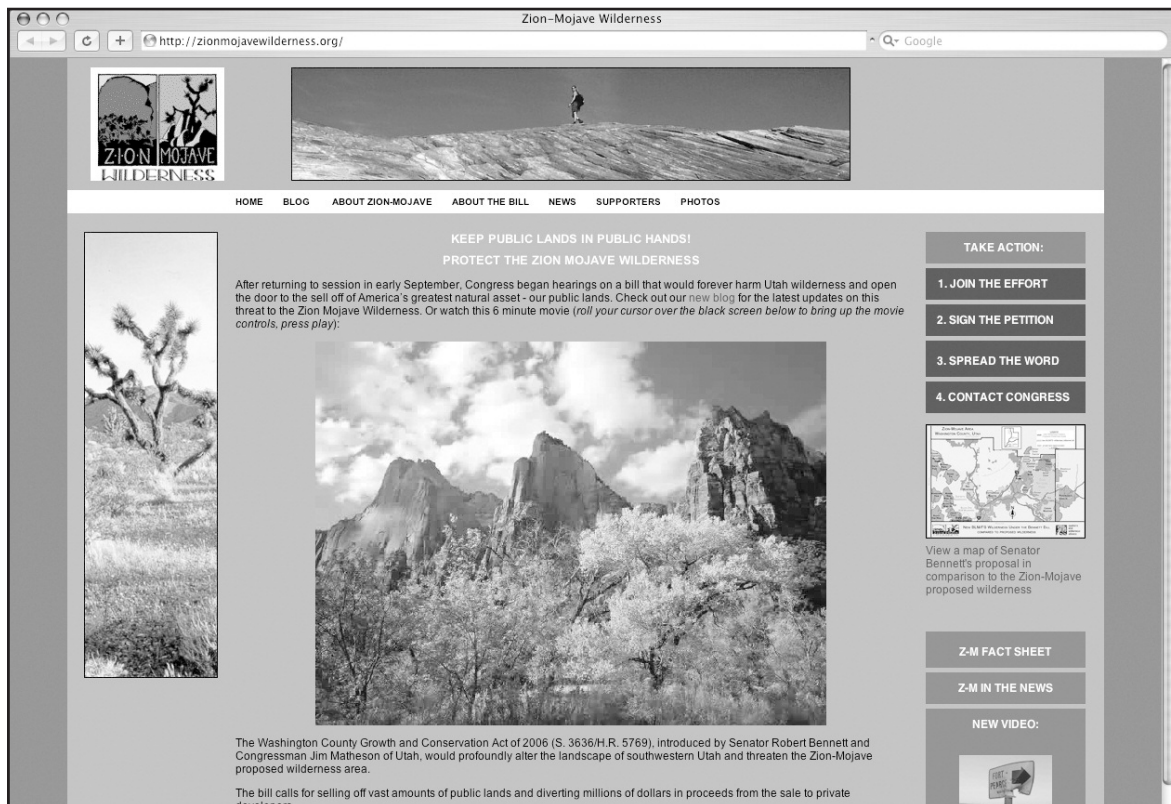 Zion-Mojave Wilderness
http://zionmojavewilderness.org/
Google
ZION MOJAVE
WILDERNESS
HOME BLOG ABOUT ZION-MOJAVE ABOUT THE BILL NEWS SUPPORTERS PHOTOS
KEEP PUBLIC LANDS IN PUBLIC HANDS!
PROTECT THE ZION MOJAVE WILDERNESS
After returning to session in early September, Congress began hearings on a bill that would forever harm Utah wilderness and open
the door to the sell off of America's greatest natural asset - our public lands. Check out our new blog for the latest updates on this
threat to the Zion Mojave Wilderness. Or watch this 6 minute movie (roll your cursor over the black screen below to bring up the movie
controls, press play):
The Washington County Growth and Conservation Act of 2006 (S. 3636/H.R. 5769), introduced by Senator Robert Bennett and
Congressman Jim Matheson of Utah, would profoundly alter the landscape of southwestern Utah and threaten the Zion-Mojave
proposed wilderness area.
The bill calls for selling off vast amounts of public lands and diverting millions of dollars in proceeds from the sale to private
TAKE ACTION:
1. JOIN THE EFFORT
2. SIGN THE PETITION
3. SPREAD THE WORD
4. CONTACT CONGRESS
View a map of Senator
Bennett's proposal in
comparison to the Zion-Mojave
proposed wilderness
Z-M FACT SHEET
Z-M IN THE NEWS
NEW VIDEO: